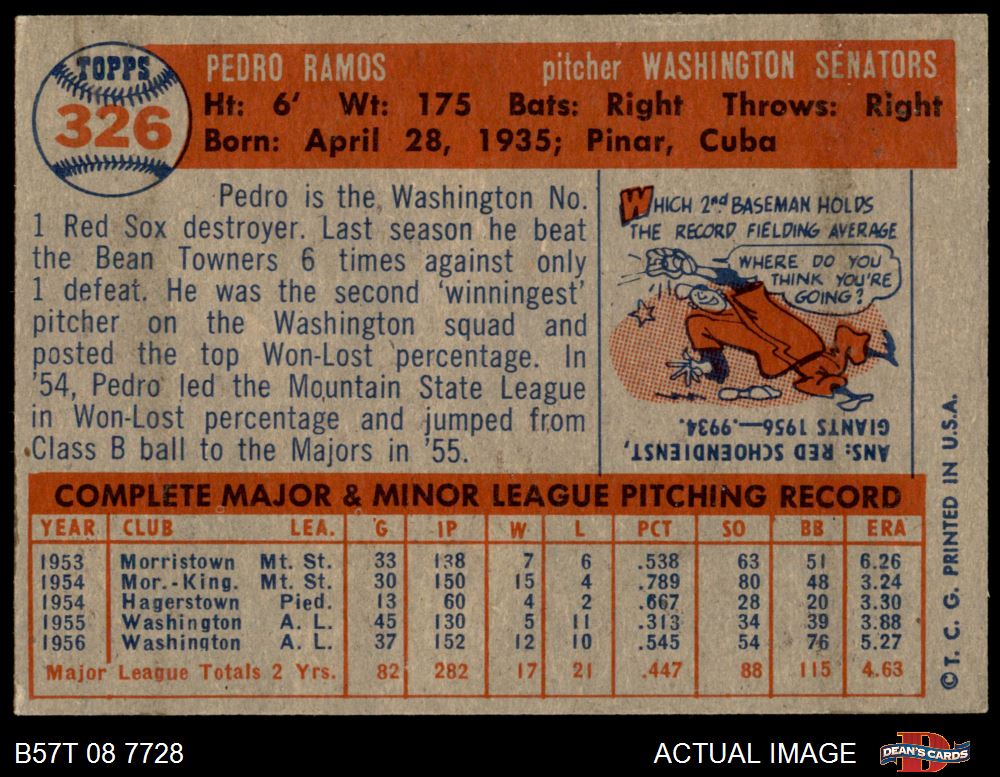 TOPPS
326
PEDRO RAMOS pitcher WASHINGTON SENATORS
Ht: 6' Wt: 175 Bats: Right Throws: Right
Born: April 28, 1935; Pinar, Cuba
Pedro is the Washington No.
1 Red Sox destroyer. Last season he beat
the Bean Towners 6 times against only
1 defeat. He was the second 'winningest'
pitcher on the Washington squad and
posted the top Won-Lost percentage. In
'54, Pedro led the Mountain State League
in Won-Lost percentage and jumped from
Class B ball to the Majors in '55.
WHICH 2nd BASEMAN HOLDS
THE RECORD FIELDING AVERAGE
WHERE DO YOU
THINK YOU'RE
GOING?
ANS: RED SCHOENDIENST,
GIANTS 1956—.9934.
COMPLETE MAJOR & MINOR LEAGUE PITCHING RECORD
YEAR CLUB LEA. G IP W L PCT SO BB ERA
1953 Morristown Mt. St. 33 138 7 6 .538 63 51 6.26
1954 Mor.-King. Mt. St. 30 150 15 4 .789 80 48 3.24
1954 Hagerstown Pied. 13 60 4 2 .667 28 20 3.30
1955 Washington A. L. 45 130 5 11 .313 34 39 3.88
1956 Washington A. L. 37 152 12 10 .545 54 76 5.27
Major League Totals 2 Yrs. 82 282 17 21 .447 88 115 4.63
©T. C. G. PRINTED IN U.S.A.
B57T 08 7728 ACTUAL IMAGE DEAN'S CARDS